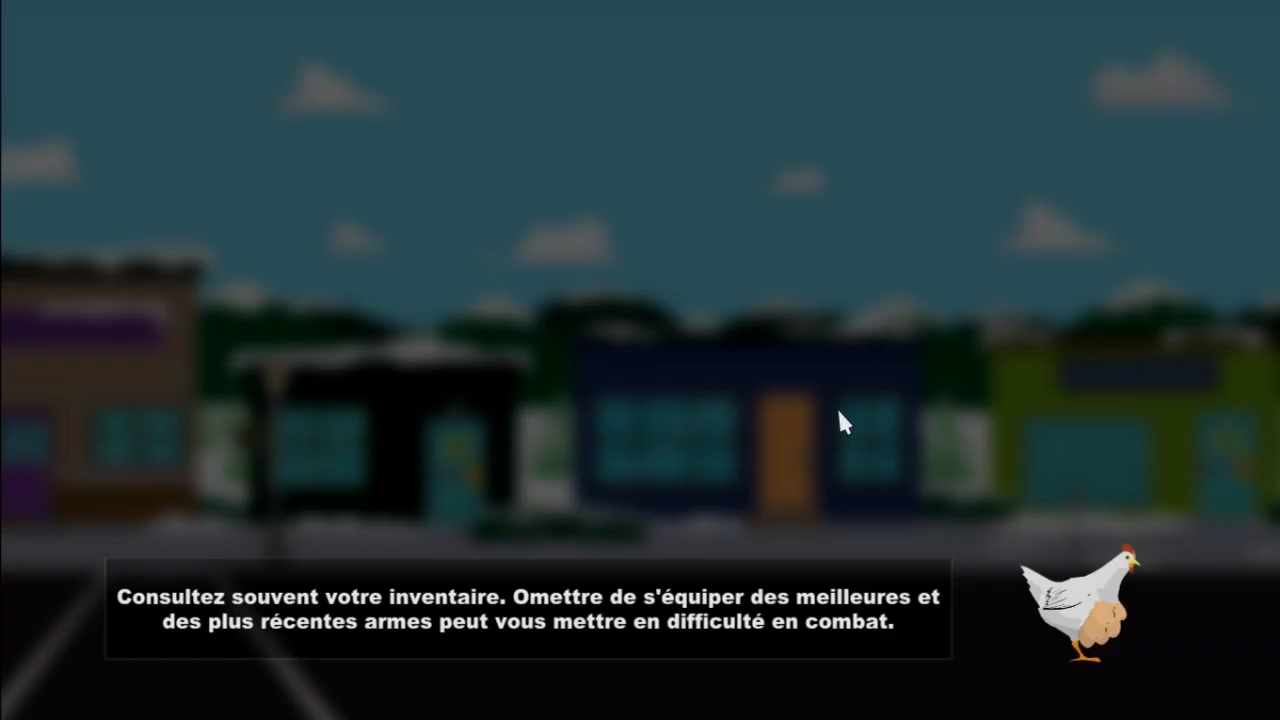 Consultez souvent votre inventaire. Omettre de s'équiper des meilleures et
des plus récentes armes peut vous mettre en difficulté en combat.